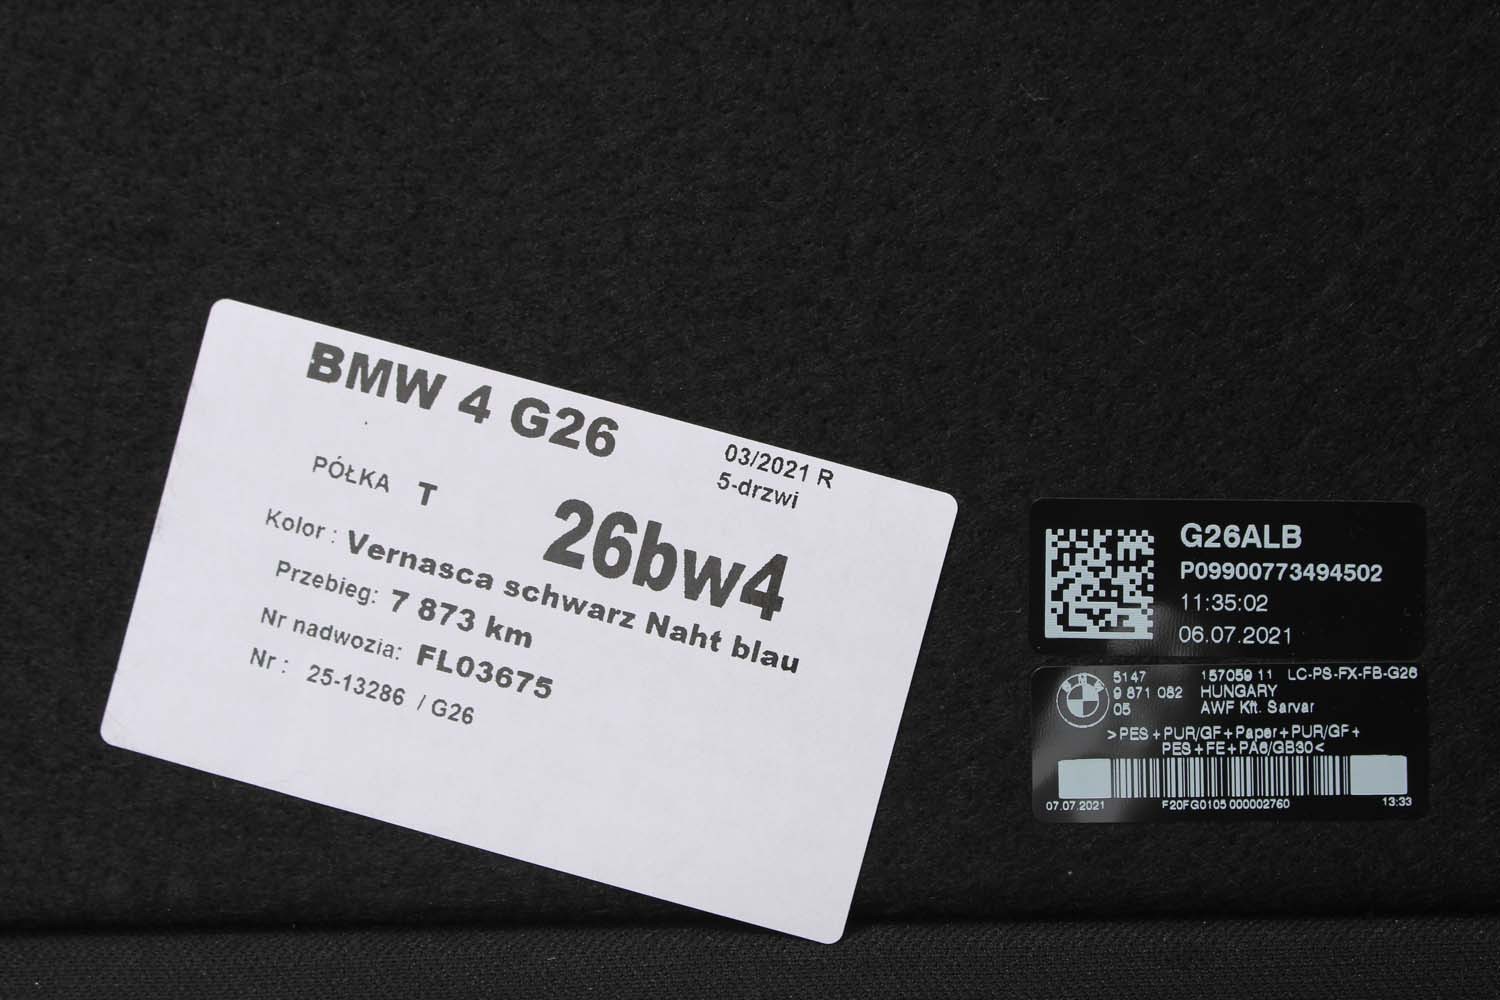 BMW 4 G26
03/2021 R
5-drzwi
PÓŁKA T
26bw4
Kolor : Vernasca schwarz Naht blau
Przebieg: 7 873 km
Nr nadwozia: FL03675
Nr : 25-13286 / G26
G26ALB
P09900773494502
11:35:02
06.07.2021
BMW
5147 157059 11 LC-PS-FX-FB-G26
9 871 082 HUNGARY
05 AWF Kft. Sarvar
>PES+PUR/GF+Paper+PUR/GF+
PES+FE+PA6/GB30<
07.07.2021 F20FG0105 000002760 13:33